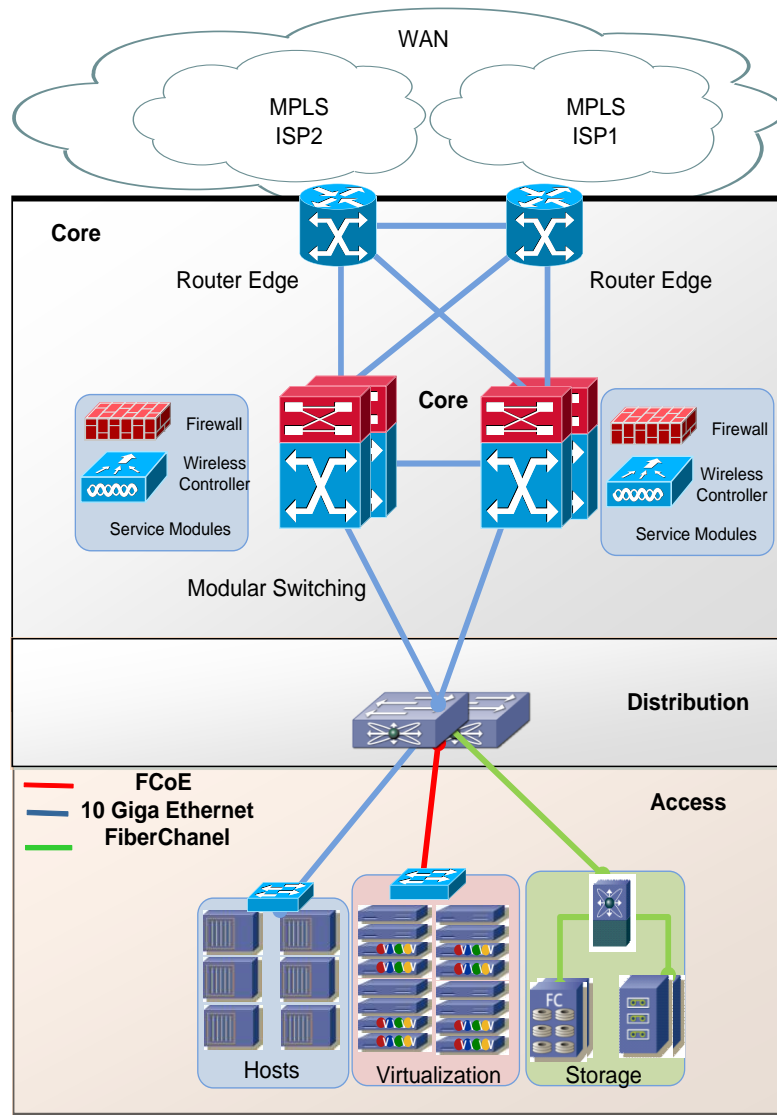 WAN
MPLS
ISP2
MPLS
ISP1
Core
Router Edge
Router Edge
Core
Firewall
Wireless
Controller
Service Modules
Firewall
Wireless
Controller
Service Modules
Modular Switching
Distribution
FCoE
10 Giga Ethernet
FiberChanel
Access
FC
Hosts
Virtualization
Storage